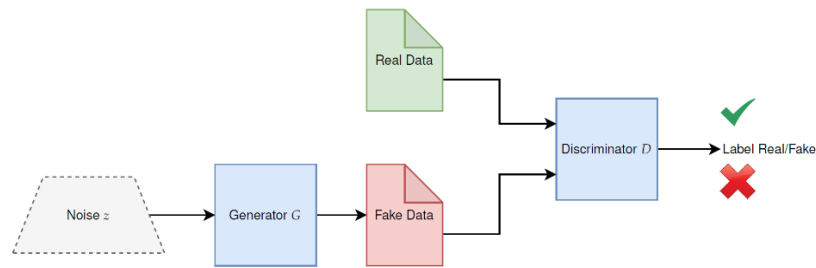 Real Data
Discriminator D
Label Real/Fake
Noise z
Generator G
Fake Data